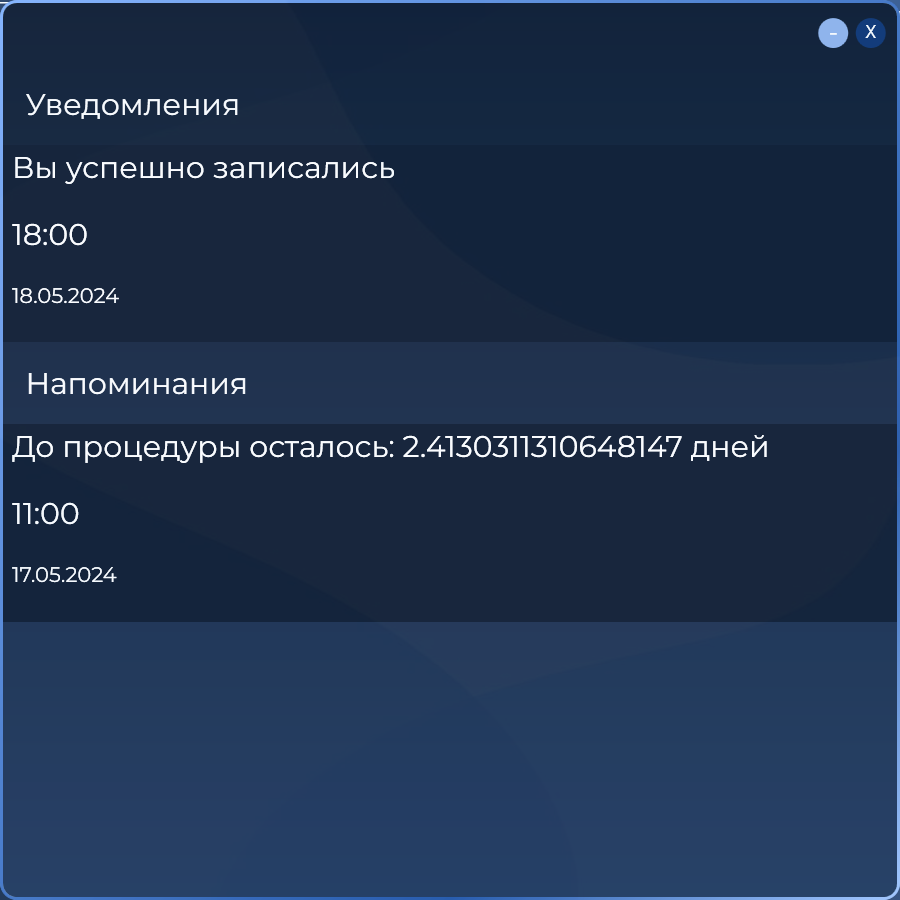 – X
Уведомления
Вы успешно записались
18:00
18.05.2024
Напоминания
До процедуры осталось: 2.4130311310648147 дней
11:00
17.05.2024